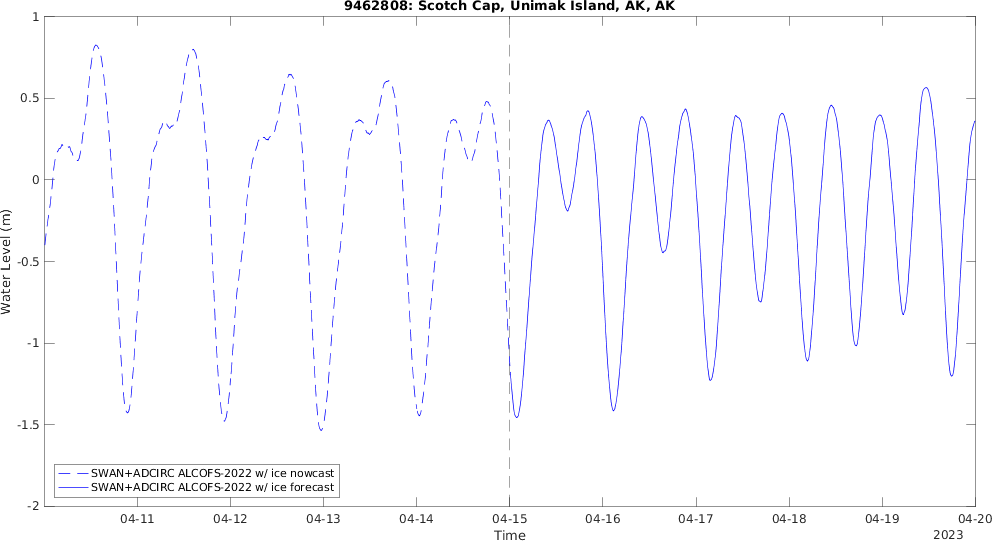 9462808: Scotch Cap, Unimak Island, AK, AK
1
0.5
0
-0.5
-1
-1.5
-2
Water Level (m)
SWAN+ADCIRC ALCOFS-2022 w/ ice nowcast
SWAN+ADCIRC ALCOFS-2022 w/ ice forecast
04-11 04-12 04-13 04-14 04-15 04-16 04-17 04-18 04-19 04-20
Time
2023